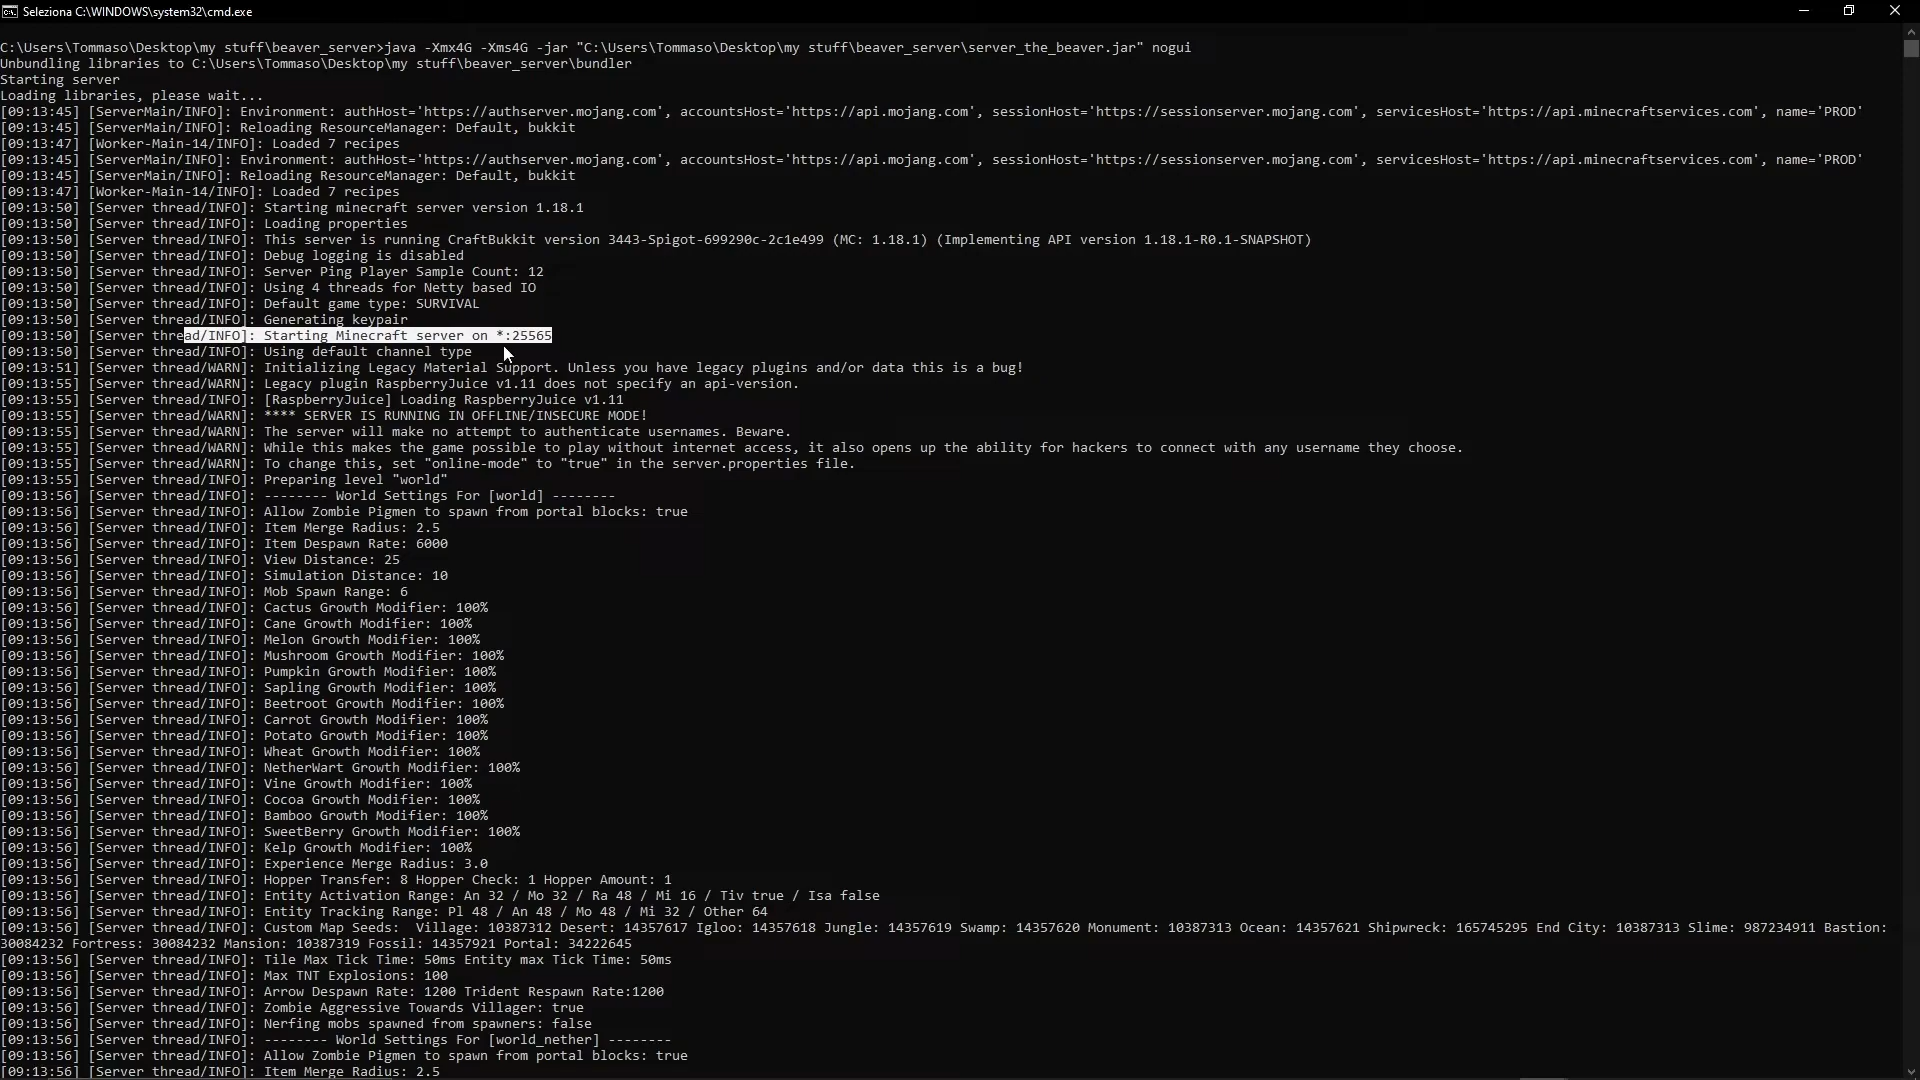 Seleziona C:\WINDOWS\system32\cmd.exe
C:\Users\Tommaso\Desktop\my stuff\beaver_server>java -Xmx4G -Xms4G -jar "C:\Users\Tommaso\Desktop\my stuff\beaver_server\server_the_beaver.jar" nogui
Unbundling libraries to C:\Users\Tommaso\Desktop\my stuff\beaver_server\bundler
Starting server
Loading libraries, please wait...
[09:13:45] [ServerMain/INFO]: Environment: authHost='https://authserver.mojang.com', accountsHost='https://api.mojang.com', sessionHost='https://sessionserver.mojang.com', servicesHost='https://api.minecraftservices.com', name='PROD'
[09:13:45] [ServerMain/INFO]: Reloading ResourceManager: Default, bukkit
[09:13:47] [Worker-Main-14/INFO]: Loaded 7 recipes
[09:13:45] [ServerMain/INFO]: Environment: authHost='https://authserver.mojang.com', accountsHost='https://api.mojang.com', sessionHost='https://sessionserver.mojang.com', servicesHost='https://api.minecraftservices.com', name='PROD'
[09:13:45] [ServerMain/INFO]: Reloading ResourceManager: Default, bukkit
[09:13:47] [Worker-Main-14/INFO]: Loaded 7 recipes
[09:13:50] [Server thread/INFO]: Starting minecraft server version 1.18.1
[09:13:50] [Server thread/INFO]: Loading properties
[09:13:50] [Server thread/INFO]: This server is running CraftBukkit version 3443-Spigot-699290c-2c1e499 (MC: 1.18.1) (Implementing API version 1.18.1-R0.1-SNAPSHOT)
[09:13:50] [Server thread/INFO]: Debug logging is disabled
[09:13:50] [Server thread/INFO]: Server Ping Player Sample Count: 12
[09:13:50] [Server thread/INFO]: Using 4 threads for Netty based IO
[09:13:50] [Server thread/INFO]: Default game type: SURVIVAL
[09:13:50] [Server thread/INFO]: Generating keypair
[09:13:50] [Server thread/INFO]: Starting Minecraft server on *:25565
[09:13:50] [Server thread/INFO]: Using default channel type
[09:13:51] [Server thread/WARN]: Initializing Legacy Material Support. Unless you have legacy plugins and/or data this is a bug!
[09:13:55] [Server thread/WARN]: Legacy plugin RaspberryJuice v1.11 does not specify an api-version.
[09:13:55] [Server thread/INFO]: [RaspberryJuice] Loading RaspberryJuice v1.11
[09:13:55] [Server thread/WARN]: **** SERVER IS RUNNING IN OFFLINE/INSECURE MODE!
[09:13:55] [Server thread/WARN]: The server will make no attempt to authenticate usernames. Beware.
[09:13:55] [Server thread/WARN]: While this makes the game possible to play without internet access, it also opens up the ability for hackers to connect with any username they choose.
[09:13:55] [Server thread/WARN]: To change this, set "online-mode" to "true" in the server.properties file.
[09:13:55] [Server thread/INFO]: Preparing level "world"
[09:13:56] [Server thread/INFO]: -------- World Settings For [world] --------
[09:13:56] [Server thread/INFO]: Allow Zombie Pigmen to spawn from portal blocks: true
[09:13:56] [Server thread/INFO]: Item Merge Radius: 2.5
[09:13:56] [Server thread/INFO]: Item Despawn Rate: 6000
[09:13:56] [Server thread/INFO]: View Distance: 25
[09:13:56] [Server thread/INFO]: Simulation Distance: 10
[09:13:56] [Server thread/INFO]: Mob Spawn Range: 6
[09:13:56] [Server thread/INFO]: Cactus Growth Modifier: 100%
[09:13:56] [Server thread/INFO]: Cane Growth Modifier: 100%
[09:13:56] [Server thread/INFO]: Melon Growth Modifier: 100%
[09:13:56] [Server thread/INFO]: Mushroom Growth Modifier: 100%
[09:13:56] [Server thread/INFO]: Pumpkin Growth Modifier: 100%
[09:13:56] [Server thread/INFO]: Sapling Growth Modifier: 100%
[09:13:56] [Server thread/INFO]: Beetroot Growth Modifier: 100%
[09:13:56] [Server thread/INFO]: Carrot Growth Modifier: 100%
[09:13:56] [Server thread/INFO]: Potato Growth Modifier: 100%
[09:13:56] [Server thread/INFO]: Wheat Growth Modifier: 100%
[09:13:56] [Server thread/INFO]: NetherWart Growth Modifier: 100%
[09:13:56] [Server thread/INFO]: Vine Growth Modifier: 100%
[09:13:56] [Server thread/INFO]: Cocoa Growth Modifier: 100%
[09:13:56] [Server thread/INFO]: Bamboo Growth Modifier: 100%
[09:13:56] [Server thread/INFO]: SweetBerry Growth Modifier: 100%
[09:13:56] [Server thread/INFO]: Kelp Growth Modifier: 100%
[09:13:56] [Server thread/INFO]: Experience Merge Radius: 3.0
[09:13:56] [Server thread/INFO]: Hopper Transfer: 8 Hopper Check: 1 Hopper Amount: 1
[09:13:56] [Server thread/INFO]: Entity Activation Range: An 32 / Mo 32 / Ra 48 / Mi 16 / Tiv true / Isa false
[09:13:56] [Server thread/INFO]: Entity Tracking Range: Pl 48 / An 48 / Mo 48 / Mi 32 / Other 64
[09:13:56] [Server thread/INFO]: Custom Map Seeds:  Village: 10387312 Desert: 14357617 Igloo: 14357618 Jungle: 14357619 Swamp: 14357620 Monument: 10387313 Ocean: 14357621 Shipwreck: 165745295 End City: 10387313 Slime: 987234911 Bastion:
30084232 Fortress: 30084232 Mansion: 10387319 Fossil: 14357921 Portal: 34222645
[09:13:56] [Server thread/INFO]: Tile Max Tick Time: 50ms Entity max Tick Time: 50ms
[09:13:56] [Server thread/INFO]: Max TNT Explosions: 100
[09:13:56] [Server thread/INFO]: Arrow Despawn Rate: 1200 Trident Respawn Rate:1200
[09:13:56] [Server thread/INFO]: Zombie Aggressive Towards Villager: true
[09:13:56] [Server thread/INFO]: Nerfing mobs spawned from spawners: false
[09:13:56] [Server thread/INFO]: -------- World Settings For [world_nether] --------
[09:13:56] [Server thread/INFO]: Allow Zombie Pigmen to spawn from portal blocks: true
[09:13:56] [Server thread/INFO]: Item Merge Radius: 2.5